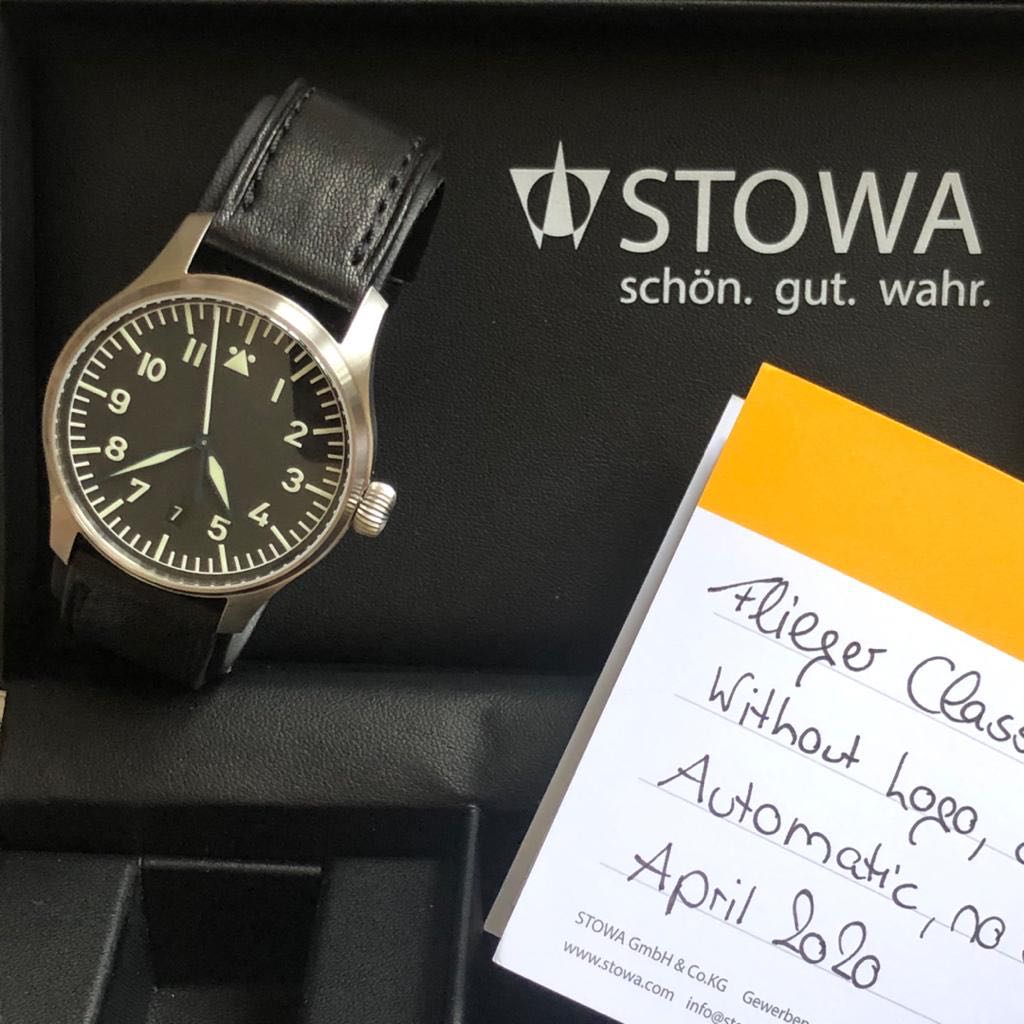 STOWA
schön. gut. wahr.
11
1
10
2
9
3
8
4
7
5
7
Flieger
Without Logo,
Automatic, no
April 2020
STOWA GmbH & Co.KG
www.stowa.com